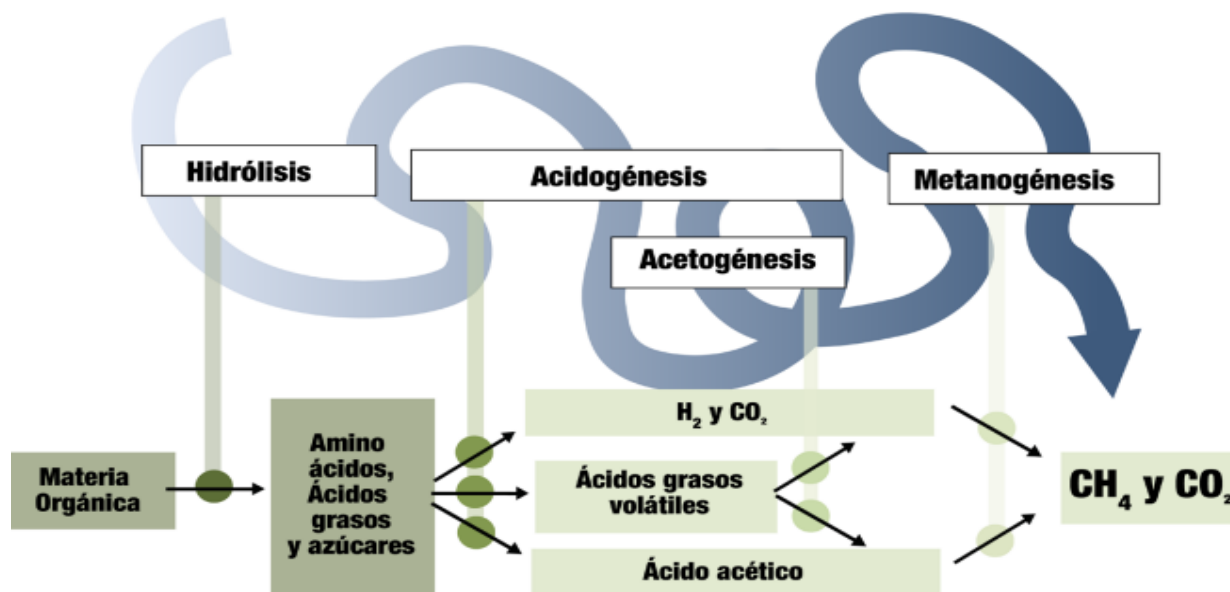 Hidrólisis
Acidogénesis
Metanogénesis
Acetogénesis
H₂ y CO₂
Materia
Orgánica
Amino
ácidos,
Ácidos
grasos
y azúcares
Ácidos grasos
volátiles
Ácido acético
CH₄ y CO₂